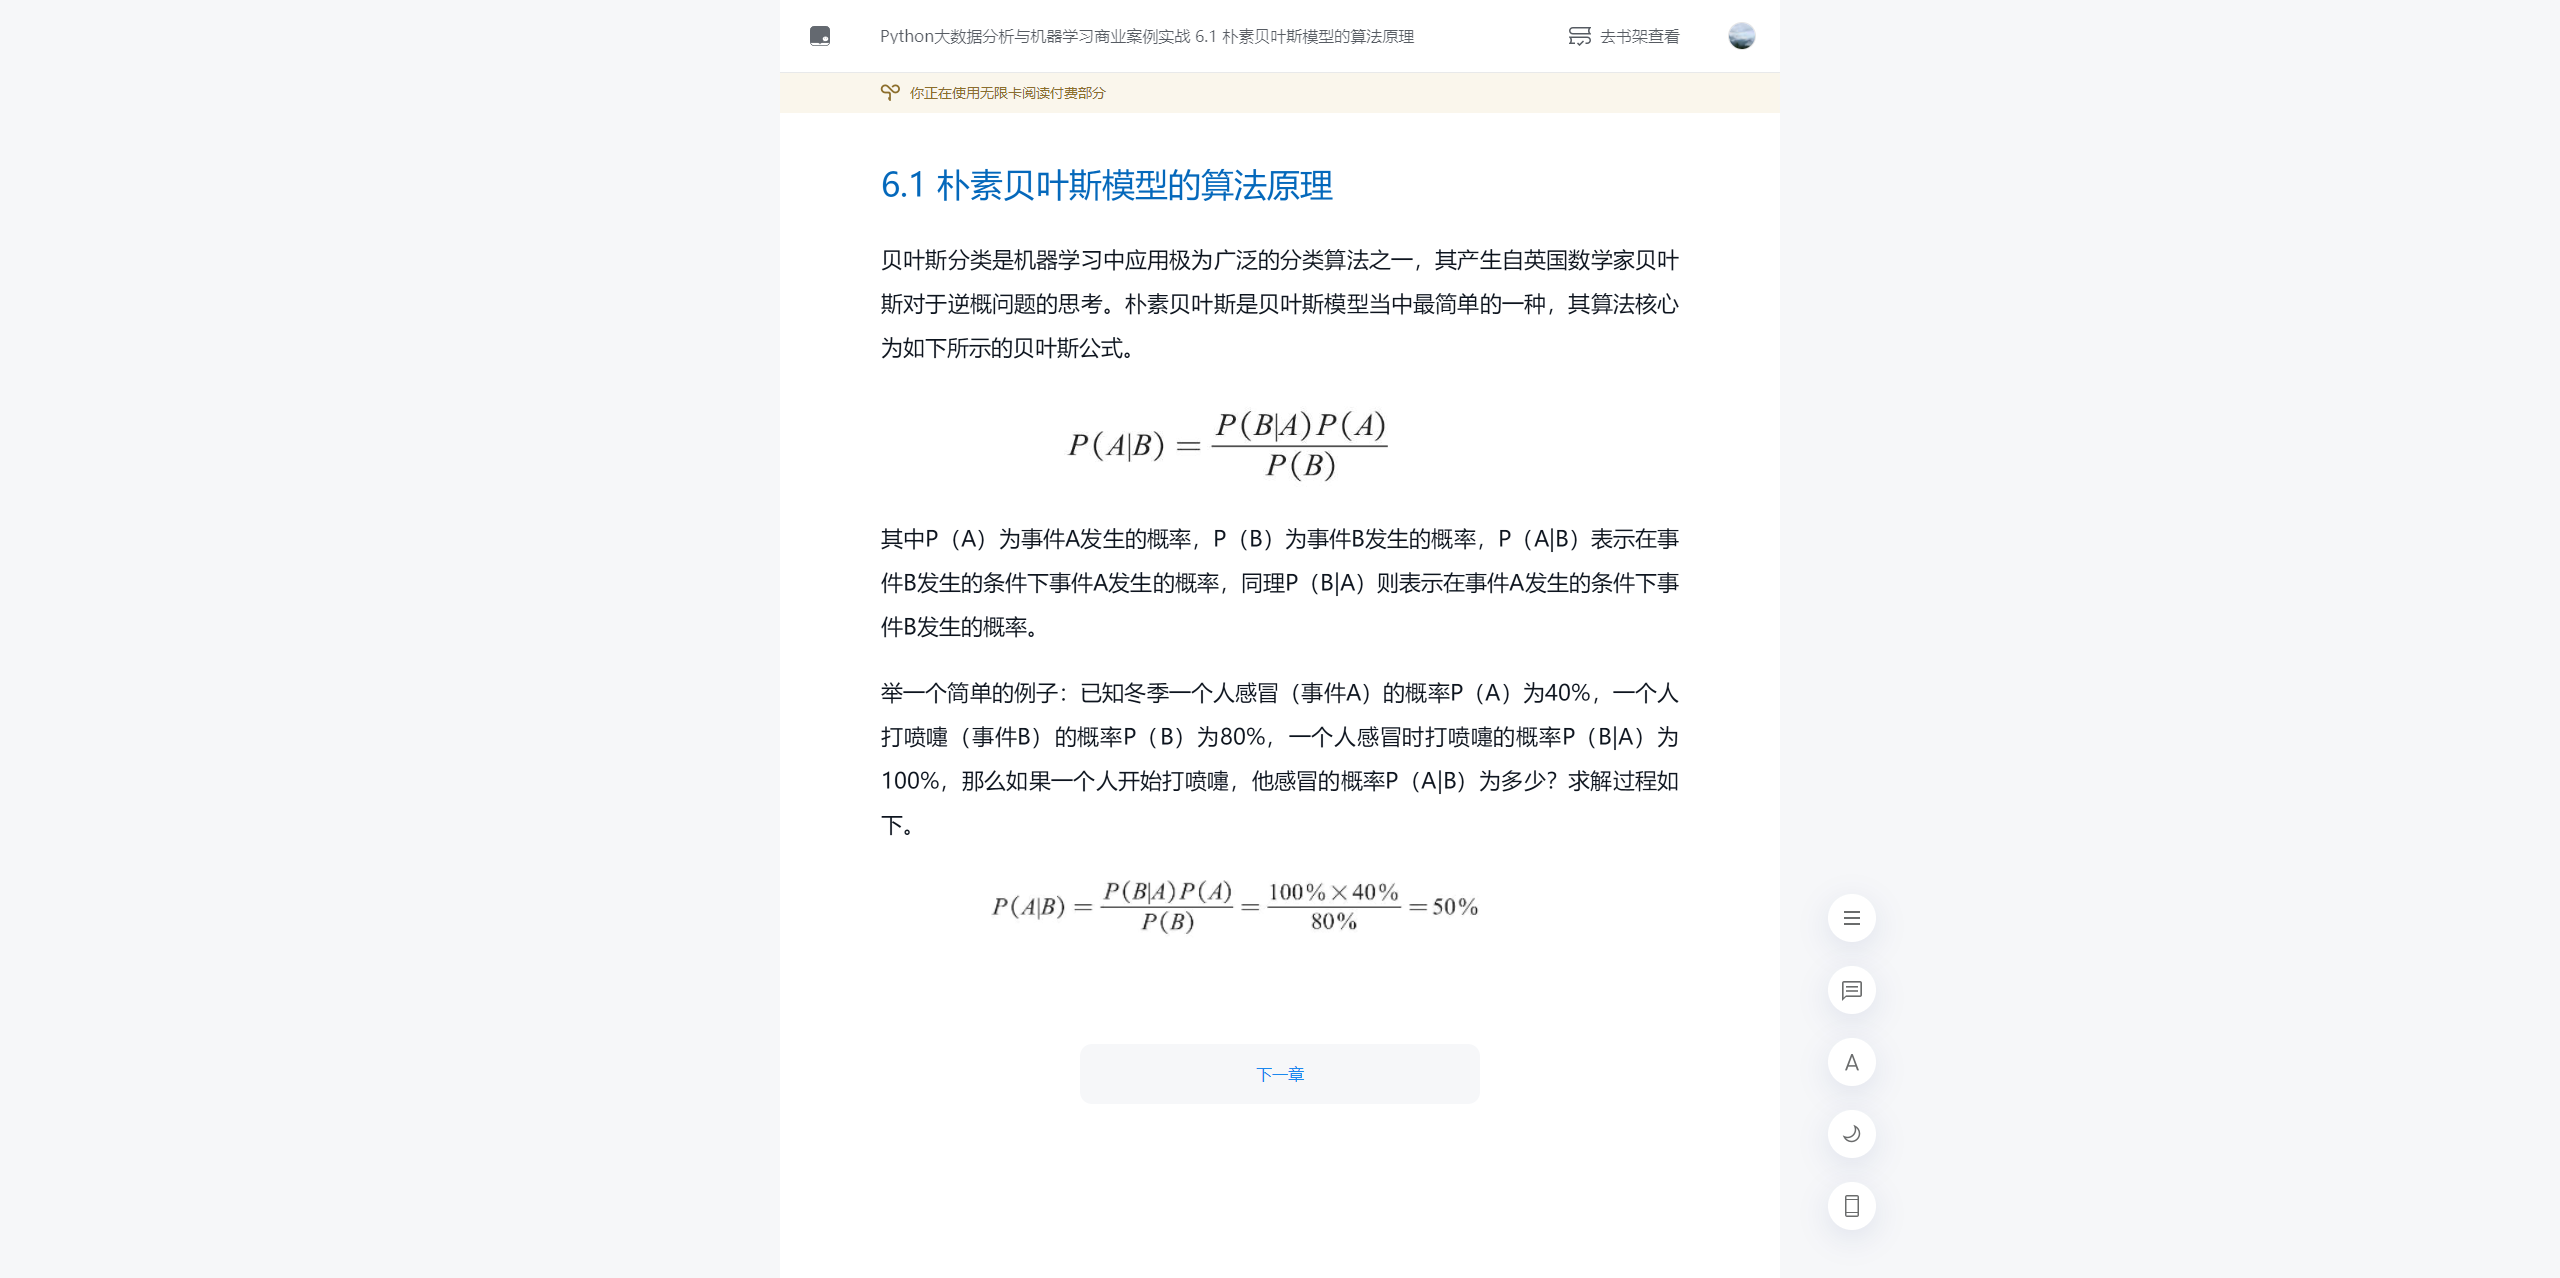 Python大数据分析与机器学习商业案例实战 6.1 朴素贝叶斯模型的算法原理
去书架查看
你正在使用无限卡阅读付费部分
6.1 朴素贝叶斯模型的算法原理
贝叶斯分类是机器学习中应用极为广泛的分类算法之一，其产生自英国数学家贝叶
斯对于逆概问题的思考。朴素贝叶斯是贝叶斯模型当中最简单的一种，其算法核心
为如下所示的贝叶斯公式。
P(A|B) = P(B|A)P(A) / P(B)
其中P（A）为事件A发生的概率，P（B）为事件B发生的概率，P（A|B）表示在事
件B发生的条件下事件A发生的概率，同理P（B|A）则表示在事件A发生的条件下事
件B发生的概率。
举一个简单的例子：已知冬季一个人感冒（事件A）的概率P（A）为40%，一个人
打喷嚏（事件B）的概率P（B）为80%，一个人感冒时打喷嚏的概率P（B|A）为
100%，那么如果一个人开始打喷嚏，他感冒的概率P（A|B）为多少？求解过程如
下。
P(A|B) = P(B|A)P(A) / P(B) = 100%×40% / 80% = 50%
下一章
A